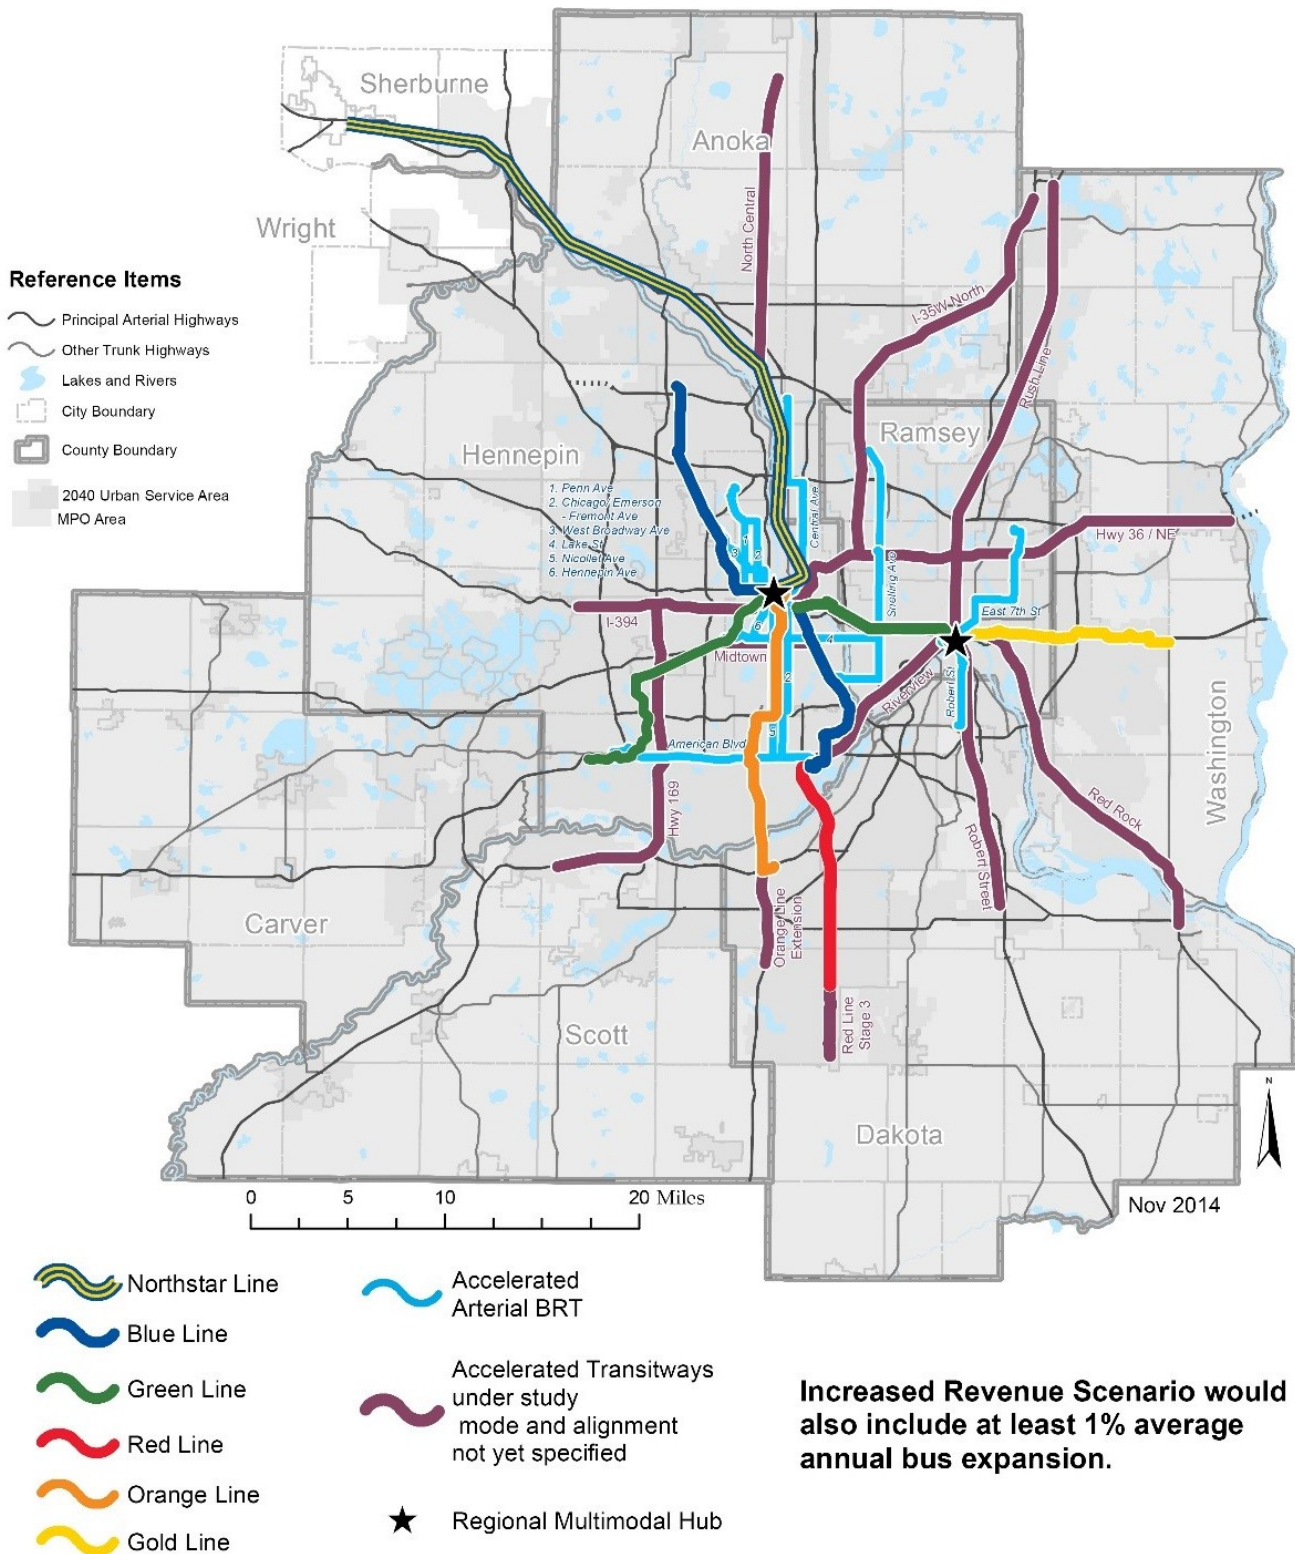 Sherburne
Anoka
Wright
North Central
I-35W North
Rush Line
Reference Items
Principal Arterial Highways
Other Trunk Highways
Lakes and Rivers
City Boundary
County Boundary
2040 Urban Service Area
MPO Area
Hennepin
Ramsey
1. Penn Ave
2. Chicago/ Emerson
- Fremont Ave
3. West Broadway Ave
4. Lake St
5. Nicollet Ave
6. Hennepin Ave
Central Ave
Snelling Ave
Hwy 36 / NE
1
3
2
I-394
East 7th St
6
4
Midtown
2
Riverview
Robert St
5
American Blvd
Hwy 169
Washington
Red Rock
Robert Street
Orange Line
Extension
Carver
Red Line
Stage 3
Scott
Dakota
N
0 5 10 20 Miles
Nov 2014
Northstar Line
Blue Line
Green Line
Red Line
Orange Line
Gold Line
Accelerated
Arterial BRT
Accelerated Transitways
under study
mode and alignment
not yet specified
Regional Multimodal Hub
Increased Revenue Scenario would
also include at least 1% average
annual bus expansion.